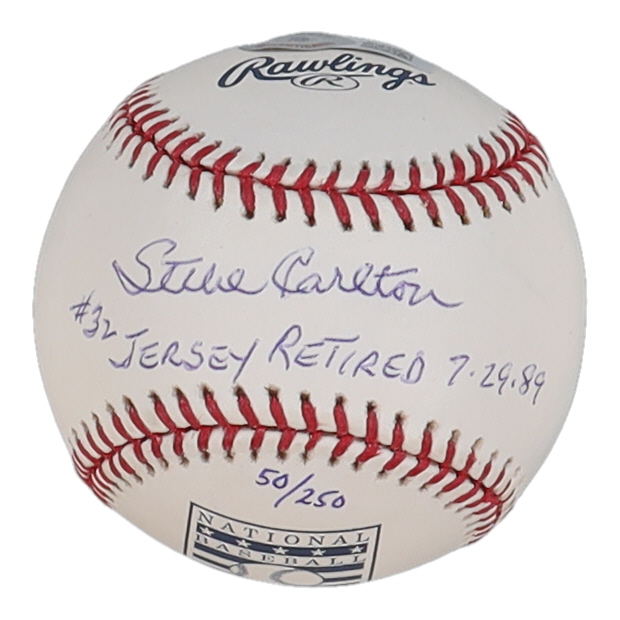 Rawlings
R
Steve Carlton
#32
JERSEY RETIRED 7.29.89
50/250
NATIONAL
BASEBALL